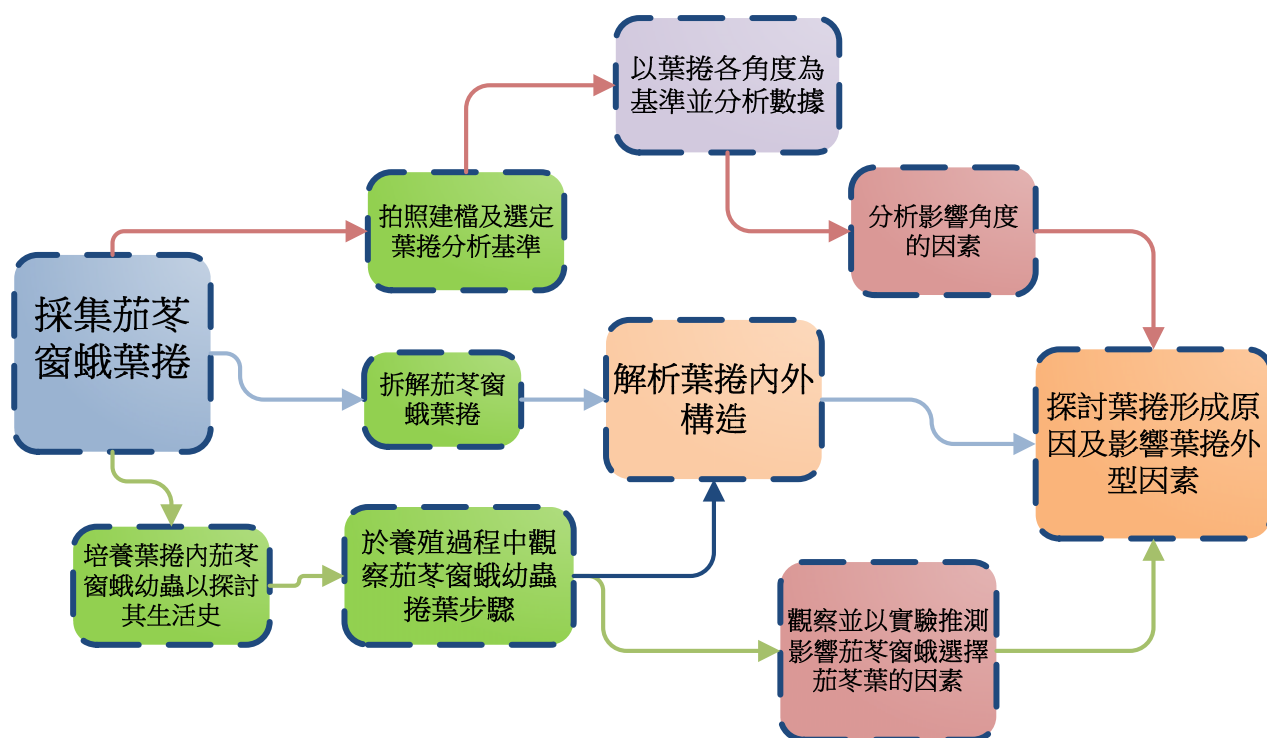 以葉捲各角度為
基準並分析數據
拍照建檔及選定
葉捲分析基準
分析影響角度
的因素
採集茄苳
窗蛾葉捲
拆解茄苳窗
蛾葉捲
解析葉捲內外
構造
探討葉捲形成原
因及影響葉捲外
型因素
培養葉捲內茄苳
窗蛾幼蟲以探討
其生活史
於養殖過程中觀
察茄苳窗蛾幼蟲
捲葉步驟
觀察並以實驗推測
影響茄苳窗蛾選擇
茄苳葉的因素